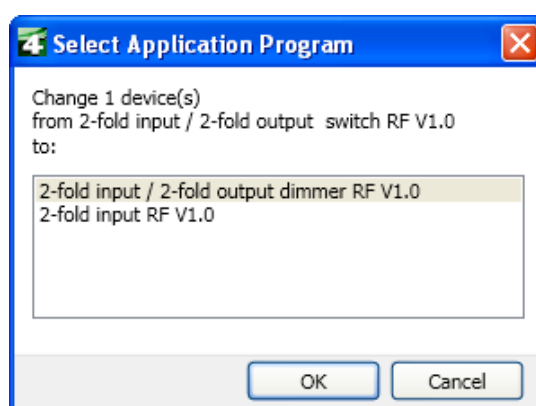 4 Select Application Program
Change 1 device(s)
from 2-fold input / 2-fold output  switch RF V1.0
to:
2-fold input / 2-fold output dimmer RF V1.0
2-fold input RF V1.0
OK Cancel